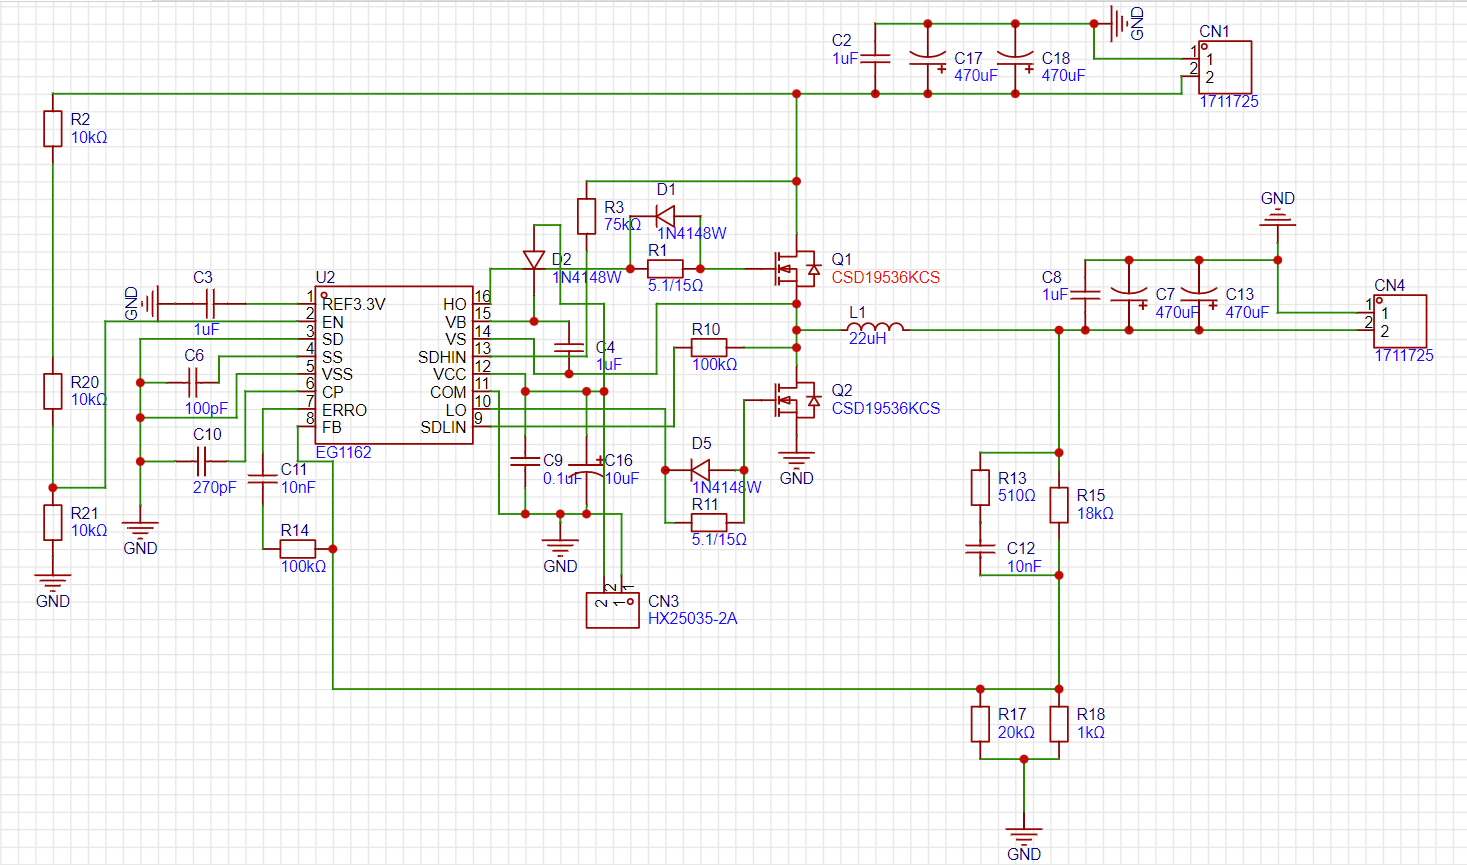 GND
C2
1uF
C17
470uF
C18
470uF
CN1
1
2
1
2
1711725
R2
10kΩ
R3
75kΩ
D1
1N4148W
R1
5.1/15Ω
D2
1N4148W
Q1
CSD19536KCS
GND
C8
1uF
C7
470uF
C13
470uF
CN4
1
2
1
2
1711725
L1
22uH
R10
100kΩ
C4
1uF
GND
C3
1uF
U2
1 REF3.3V
2 EN
3 SD
4 SS
5 VSS
6 CP
7 ERRO
8 FB
HO 16
VB 15
VS 14
SDHIN 13
VCC 12
COM 11
LO 10
SDLIN 9
EG1162
C6
100pF
R20
10kΩ
C10
270pF
C11
10nF
Q2
CSD19536KCS
GND
D5
1N4148W
R11
5.1/15Ω
C9
0.1uF
C16
10uF
R21
10kΩ
GND
GND
R14
100kΩ
GND
2 1
2 1
CN3
HX25035-2A
R13
510Ω
R15
18kΩ
C12
10nF
R17
20kΩ
R18
1kΩ
GND